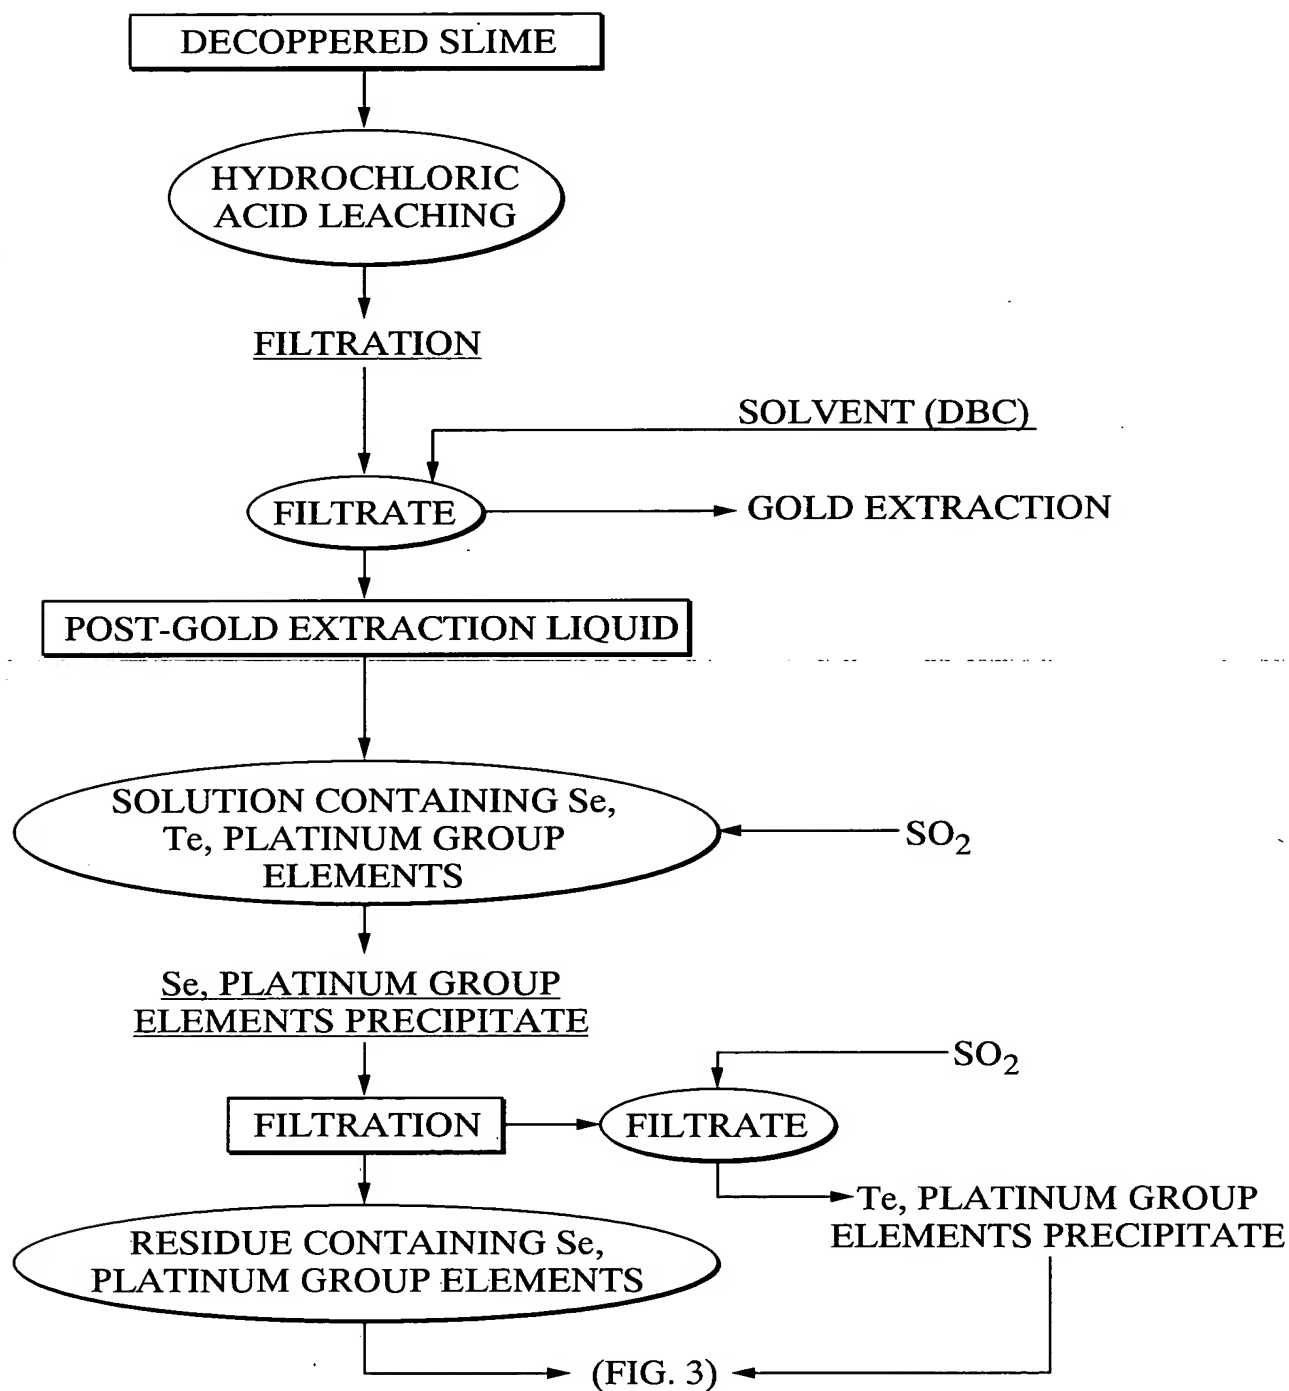 DECOPPERED SLIME
HYDROCHLORIC
ACID LEACHING
FILTRATION
SOLVENT (DBC)
FILTRATE
GOLD EXTRACTION
POST-GOLD EXTRACTION LIQUID
SOLUTION CONTAINING Se,
Te, PLATINUM GROUP
ELEMENTS
SO2
Se, PLATINUM GROUP
ELEMENTS PRECIPITATE
SO2
FILTRATION
FILTRATE
Te, PLATINUM GROUP
ELEMENTS PRECIPITATE
RESIDUE CONTAINING Se,
PLATINUM GROUP ELEMENTS
(FIG. 3)